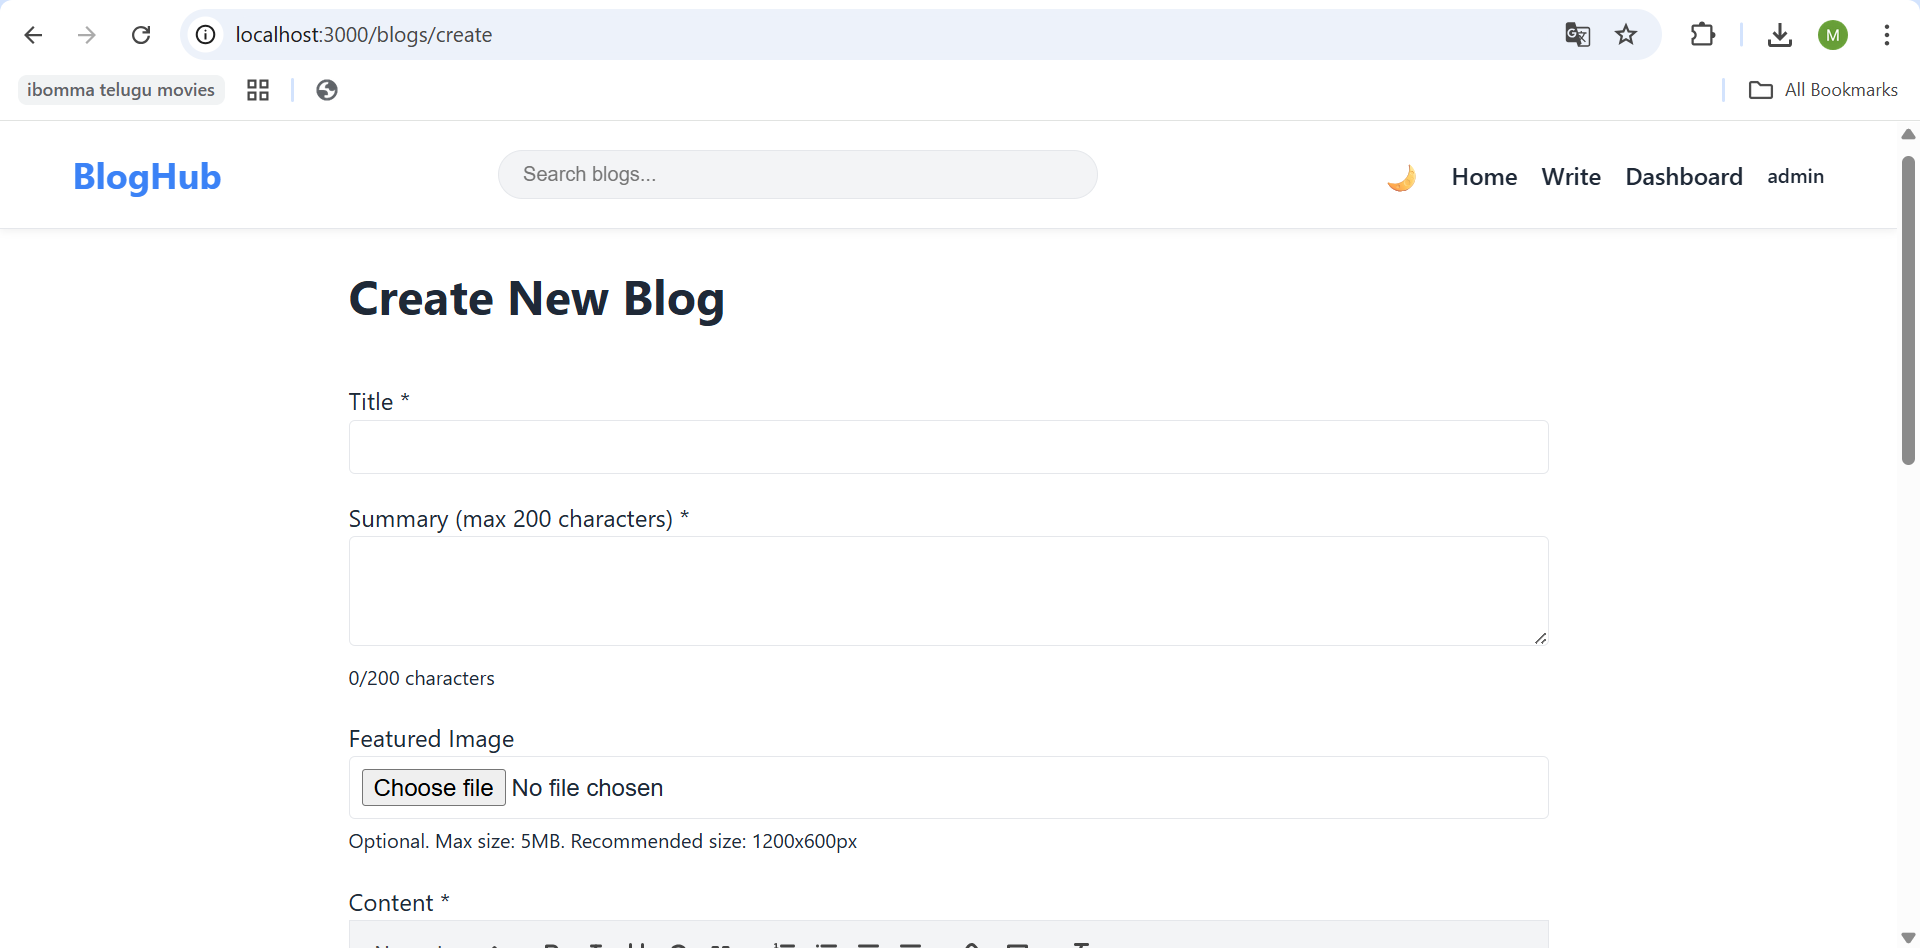 localhost:3000/blogs/create
M
ibomma telugu movies
All Bookmarks
BlogHub
Search blogs...
Home Write Dashboard admin
Create New Blog
Title *
Summary (max 200 characters) *
0/200 characters
Featured Image
Choose file No file chosen
Optional. Max size: 5MB. Recommended size: 1200x600px
Content *